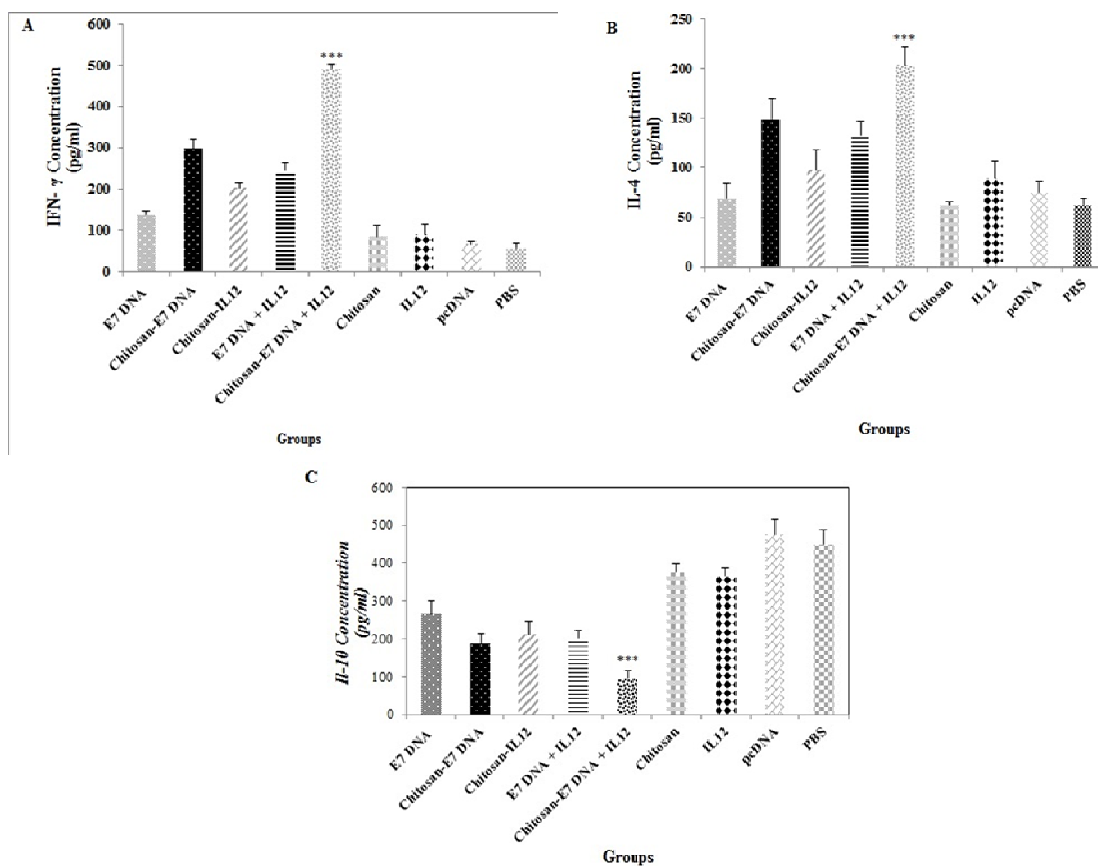 A
IFN- γ Concentration
(pg/ml)
600
500
400
300
200
100
0
***
E7 DNA
Chitosan-E7 DNA
Chitosan-IL12
E7 DNA + IL12
Chitosan-E7 DNA + IL12
Chitosan
IL12
pcDNA
PBS
Groups
B
IL-4 Concentration
(pg/ml)
250
200
150
100
50
0
***
E7 DNA
Chitosan-E7 DNA
Chitosan-IL12
E7 DNA + IL12
Chitosan-E7 DNA + IL12
Chitosan
IL12
pcDNA
PBS
Groups
C
Il-10 Concentration
(pg/ml)
600
500
400
300
200
100
0
***
E7 DNA
Chitosan-E7 DNA
Chitosan-IL12
E7 DNA + IL12
Chitosan-E7 DNA + IL12
Chitosan
IL12
pcDNA
PBS
Groups